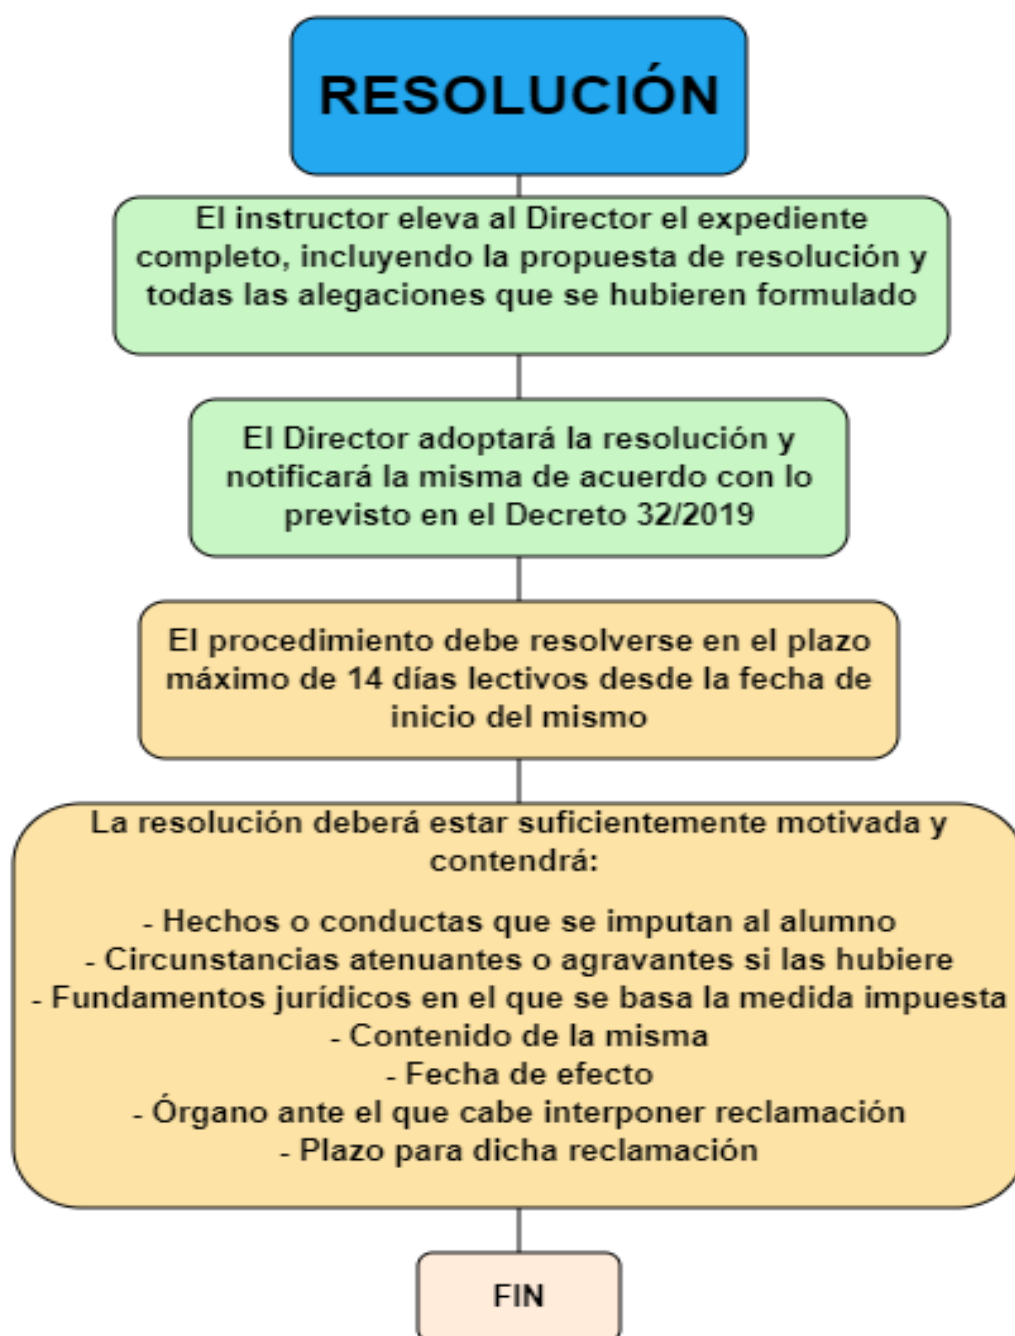 RESOLUCIÓN
El instructor eleva al Director el expediente
completo, incluyendo la propuesta de resolución y
todas las alegaciones que se hubieren formulado
El Director adoptará la resolución y
notificará la misma de acuerdo con lo
previsto en el Decreto 32/2019
El procedimiento debe resolverse en el plazo
máximo de 14 días lectivos desde la fecha de
inicio del mismo
La resolución deberá estar suficientemente motivada y
contendrá:
- Hechos o conductas que se imputan al alumno
- Circunstancias atenuantes o agravantes si las hubiere
- Fundamentos jurídicos en el que se basa la medida impuesta
- Contenido de la misma
- Fecha de efecto
- Órgano ante el que cabe interponer reclamación
- Plazo para dicha reclamación
FIN